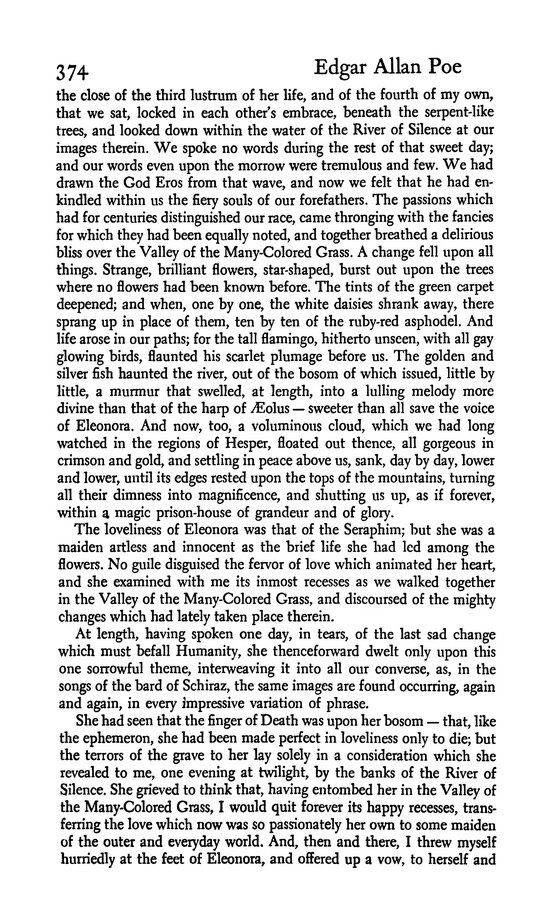 374 Edgar Allan Poe
the close of the third lustrum of her life, and of the fourth of my own,
that we sat, locked in each other's embrace, beneath the serpent-like
trees, and looked down within the water of the River of Silence at our
images therein. We spoke no words during the rest of that sweet day;
and our words even upon the morrow were tremulous and few. We had
drawn the God Eros from that wave, and now we felt that he had en-
kindled within us the fiery souls of our forefathers. The passions which
had for centuries distinguished our race, came thronging with the fancies
for which they had been equally noted, and together breathed a delirious
bliss over the Valley of the Many-Colored Grass. A change fell upon all
things. Strange, brilliant flowers, star-shaped, burst out upon the trees
where no flowers had been known before. The tints of the green carpet
deepened; and when, one by one, the white daisies shrank away, there
sprang up in place of them, ten by ten of the ruby-red asphodel. And
life arose in our paths; for the tall flamingo, hitherto unseen, with all gay
glowing birds, flaunted his scarlet plumage before us. The golden and
silver fish haunted the river, out of the bosom of which issued, little by
little, a murmur that swelled, at length, into a lulling melody more
divine than that of the harp of Æolus — sweeter than all save the voice
of Eleonora. And now, too, a voluminous cloud, which we had long
watched in the regions of Hesper, floated out thence, all gorgeous in
crimson and gold, and settling in peace above us, sank, day by day, lower
and lower, until its edges rested upon the tops of the mountains, turning
all their dimness into magnificence, and shutting us up, as if forever,
within a magic prison-house of grandeur and of glory.
The loveliness of Eleonora was that of the Seraphim; but she was a
maiden artless and innocent as the brief life she had led among the
flowers. No guile disguised the fervor of love which animated her heart,
and she examined with me its inmost recesses as we walked together
in the Valley of the Many-Colored Grass, and discoursed of the mighty
changes which had lately taken place therein.
At length, having spoken one day, in tears, of the last sad change
which must befall Humanity, she thenceforward dwelt only upon this
one sorrowful theme, interweaving it into all our converse, as, in the
songs of the bard of Schiraz, the same images are found occurring, again
and again, in every impressive variation of phrase.
She had seen that the finger of Death was upon her bosom — that, like
the ephemeron, she had been made perfect in loveliness only to die; but
the terrors of the grave to her lay solely in a consideration which she
revealed to me, one evening at twilight, by the banks of the River of
Silence. She grieved to think that, having entombed her in the Valley of
the Many-Colored Grass, I would quit forever its happy recesses, trans-
ferring the love which now was so passionately her own to some maiden
of the outer and everyday world. And, then and there, I threw myself
hurriedly at the feet of Eleonora, and offered up a vow, to herself and